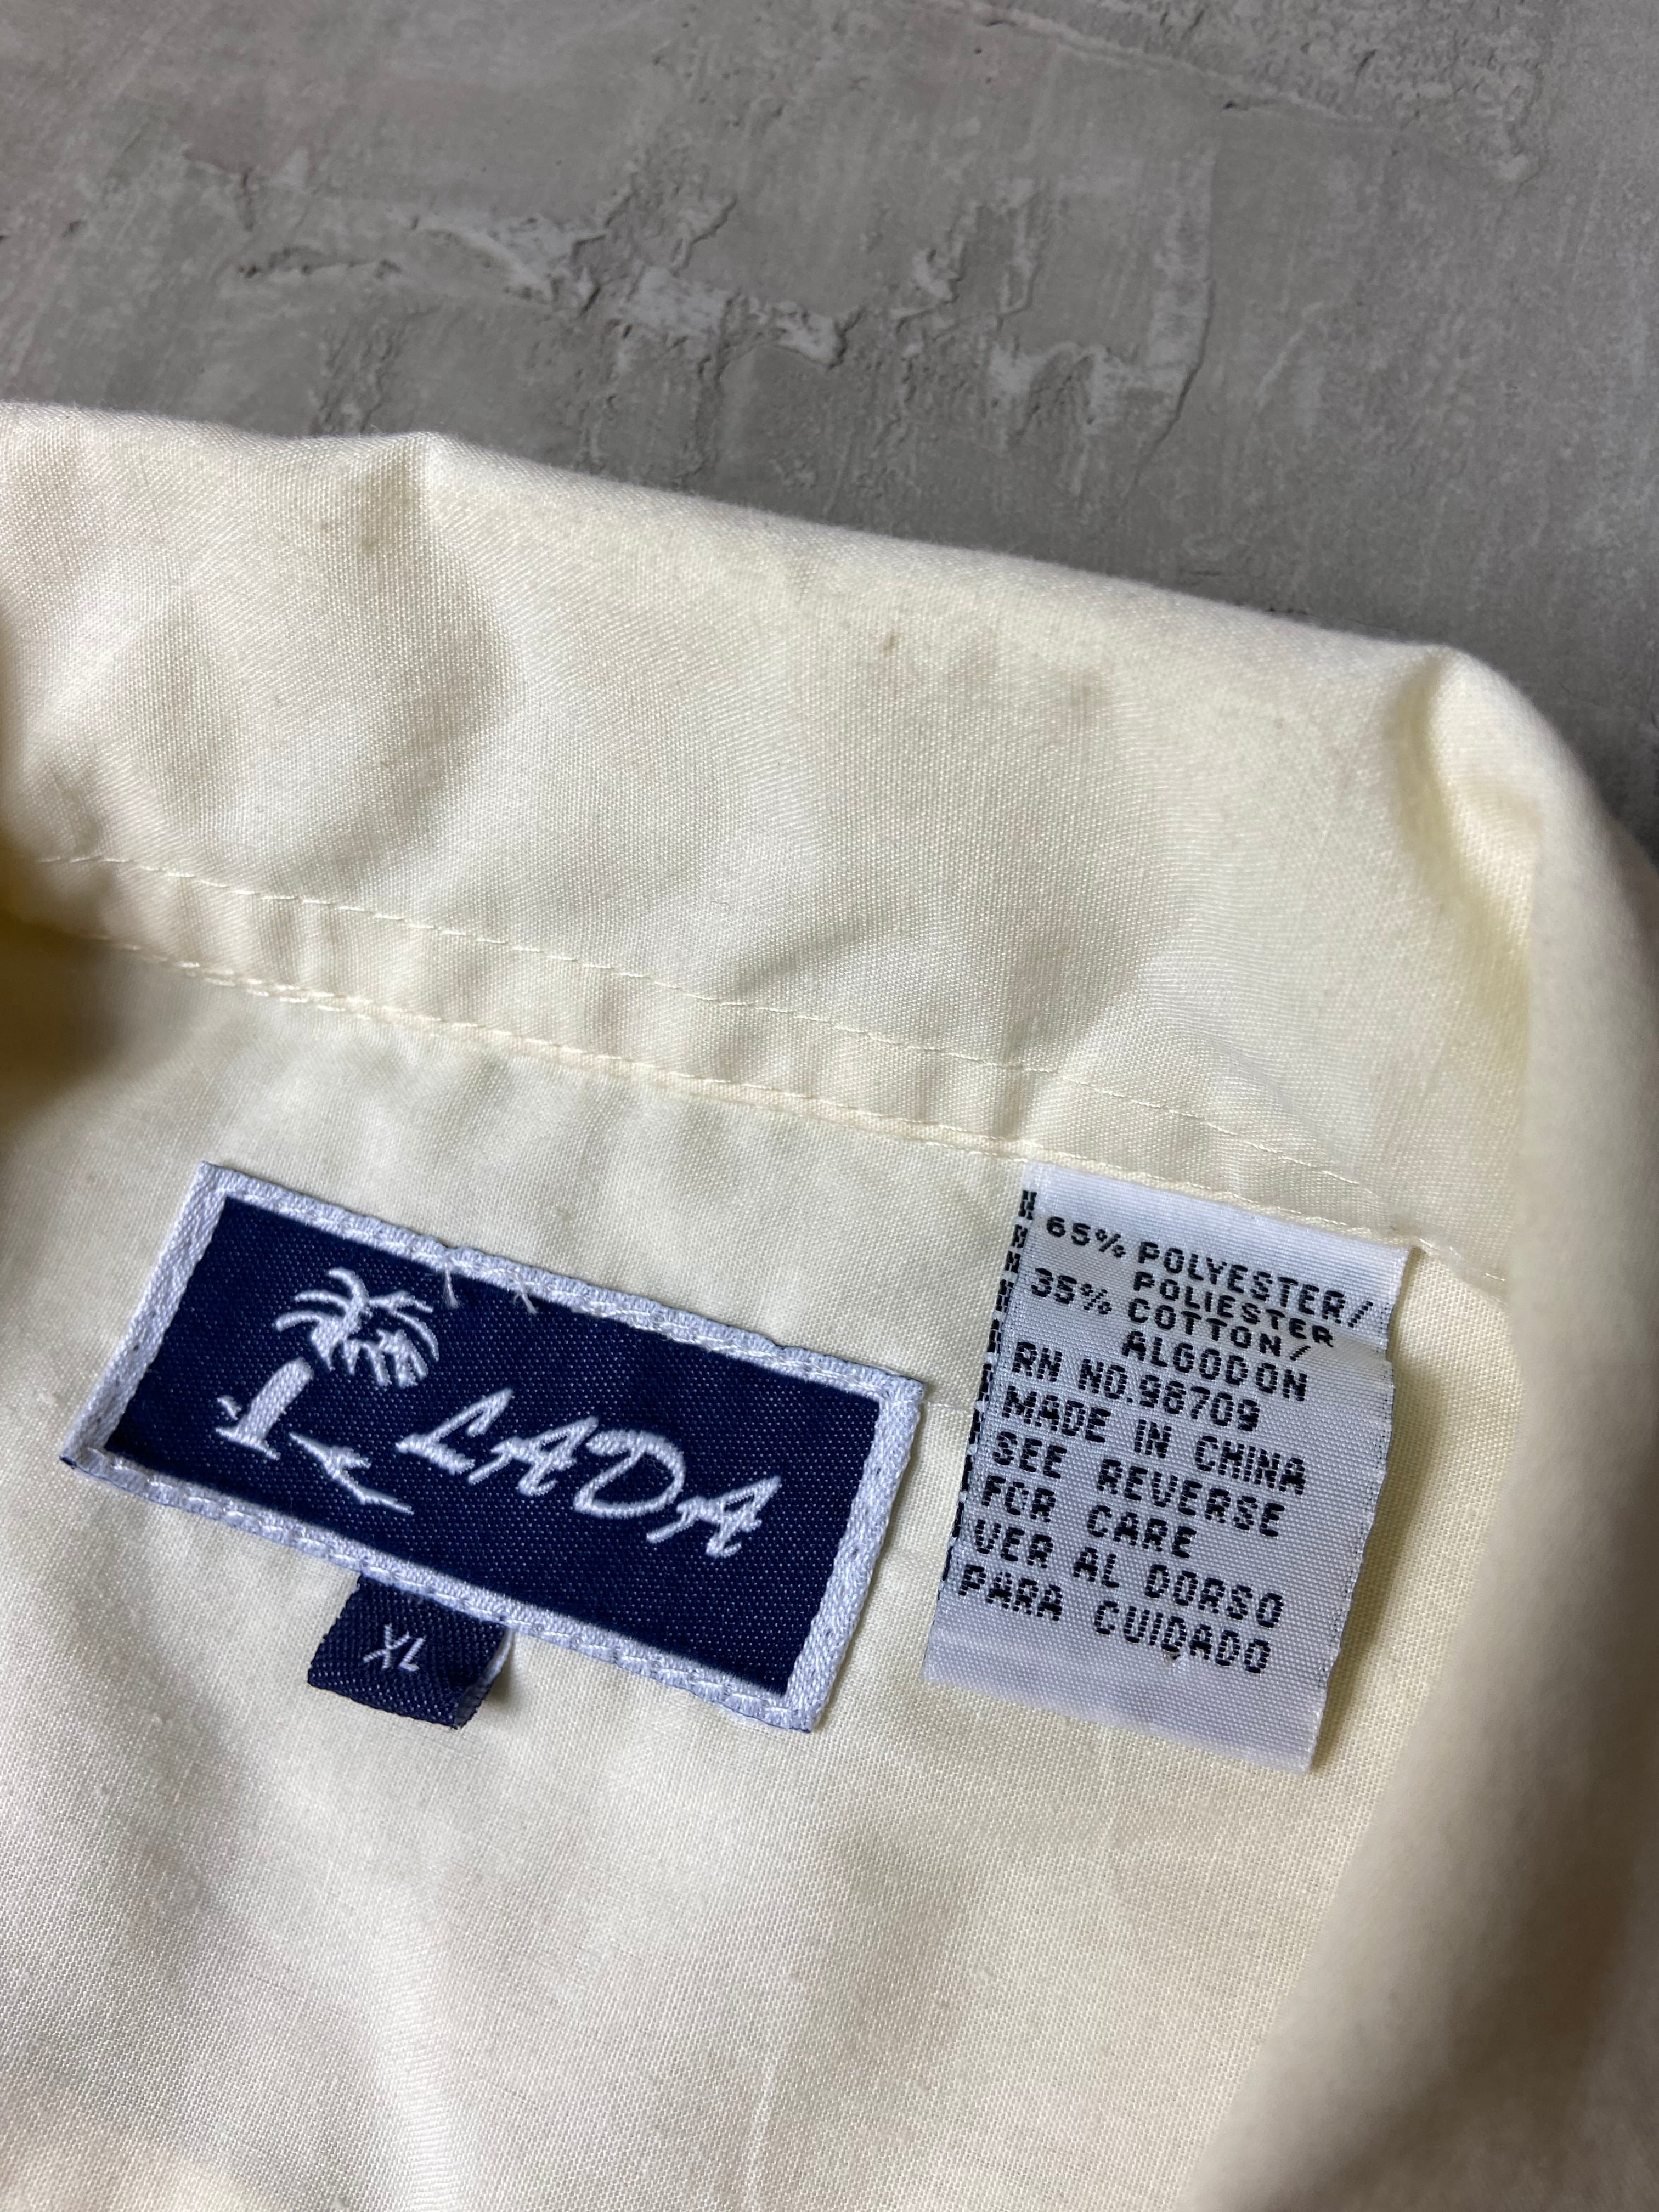 LADA
XL
65% POLYESTER/
POLIESTER
35% COTTON/
ALGODON
RN NO.96709
MADE IN CHINA
SEE REVERSE
FOR CARE
VER AL DORSO
PARA CUIDADO